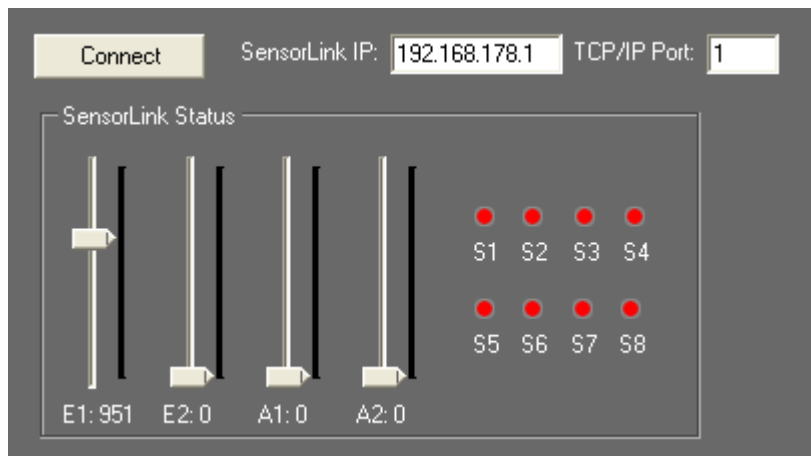 Connect SensorLink IP: 192.168.178.1 TCP/IP Port: 1
SensorLink Status
S1 S2 S3 S4
S5 S6 S7 S8
E1: 951 E2: 0 A1: 0 A2: 0